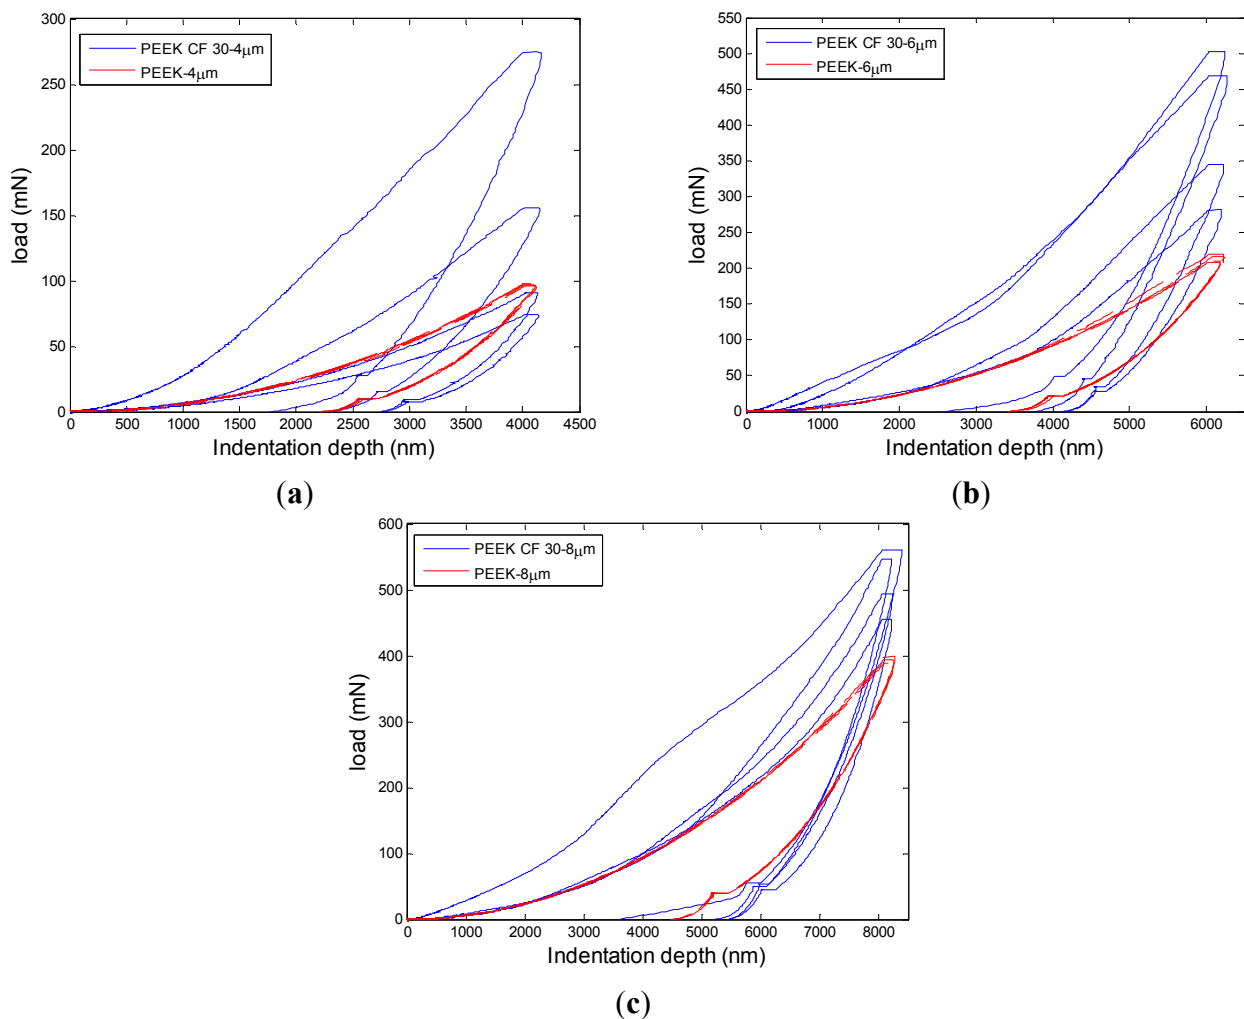 300
250
200
150
100
50
0
load (mN)
PEEK CF 30-4μm
PEEK-4μm
0 500 1000 1500 2000 2500 3000 3500 4000 4500
Indentation depth (nm)
(a)
550
500
450
400
350
300
250
200
150
100
50
0
load (mN)
PEEK CF 30-6μm
PEEK-6μm
0 1000 2000 3000 4000 5000 6000
Indentation depth (nm)
(b)
600
500
400
300
200
100
0
load (mN)
PEEK CF 30-8μm
PEEK-8μm
0 1000 2000 3000 4000 5000 6000 7000 8000
Indentation depth (nm)
(c)